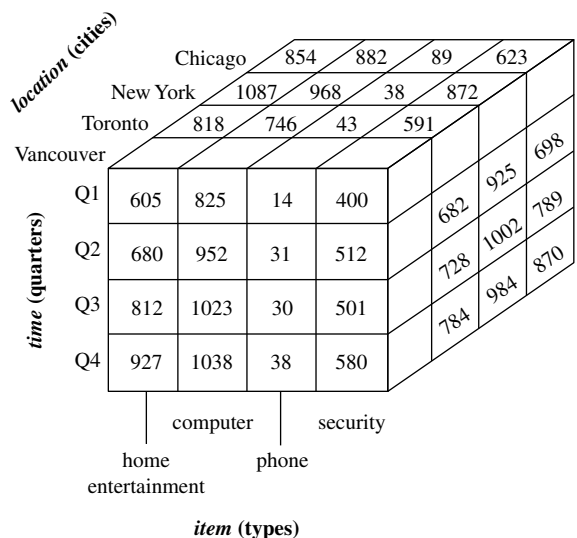 location (cities)
Chicago 854 882 89 623
New York 1087 968 38 872
Toronto 818 746 43 591
Vancouver
time (quarters)
Q1 605 825 14 400
Q2 680 952 31 512
Q3 812 1023 30 501
Q4 927 1038 38 580
682 925 698
728 1002 789
784 984 870
computer security
home phone
entertainment
item (types)